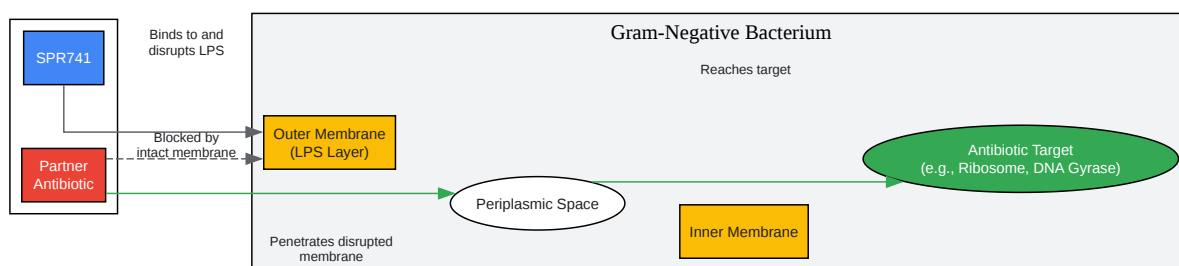 SPR741
Binds to and
disrupts LPS
Gram-Negative Bacterium
Reaches target
Blocked by
intact membrane
Outer Membrane
(LPS Layer)
Partner
Antibiotic
Periplasmic Space
Antibiotic Target
(e.g., Ribosome, DNA Gyrase)
Inner Membrane
Penetrates disrupted
membrane